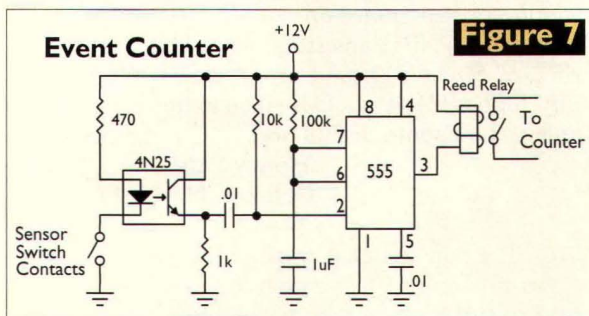 Event Counter
Figure 7
+12V
Reed Relay
To
Counter
470
4N25
10k
100k
8
4
7
6
555
3
2
.01
1
5
Sensor
Switch
Contacts
1k
1uF
.01